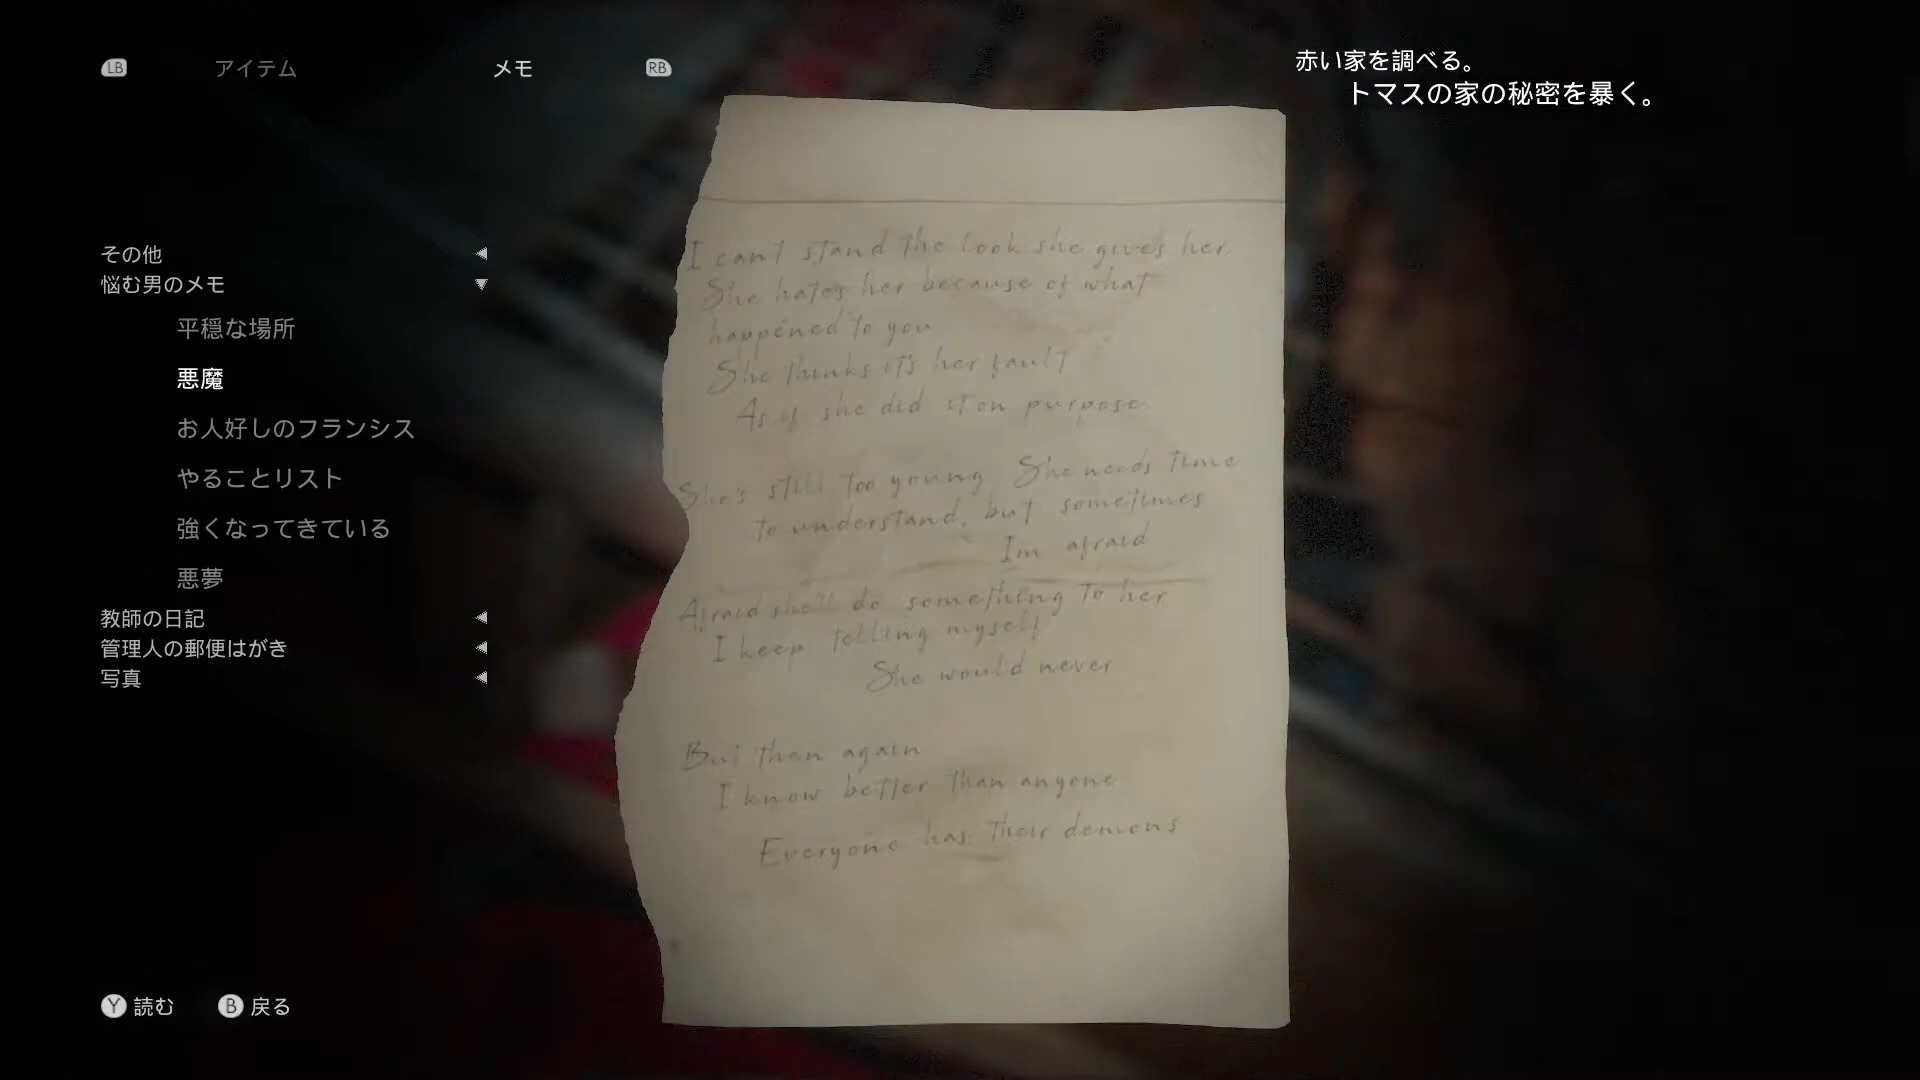 LB
アイテム
メモ
RB
赤い家を調べる。
トマスの家の秘密を暴く。
その他
悩む男のメモ
平穏な場所
悪魔
お人好しのフランシス
やることリスト
強くなってきている
悪夢
教師の日記
管理人の郵便はがき
写真
I can't stand the look she gives her
She hates her because of what
happened to you
She thinks it's her fault
As if she did it on purpose
She's still too young She needs time
to understand, but sometimes
Im afraid
Afraid she'll do something to her
I keep telling myself
She would never
But then again
I know better than anyone
Everyone has their demons
Y 読む
B 戻る